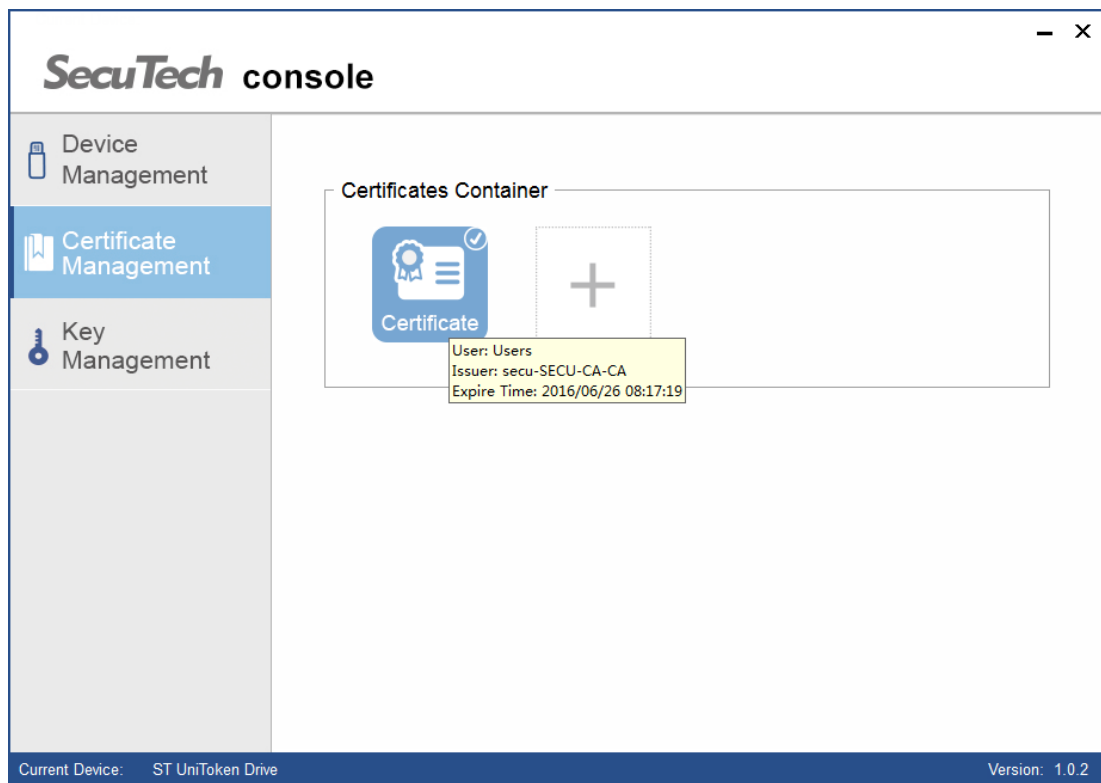 SecuTech console
Device
Management
Certificate
Management
Key
Management
Certificates Container
Certificate
User: Users
Issuer: secu-SECU-CA-CA
Expire Time: 2016/06/26 08:17:19
Current Device: ST UniToken Drive
Version: 1.0.2